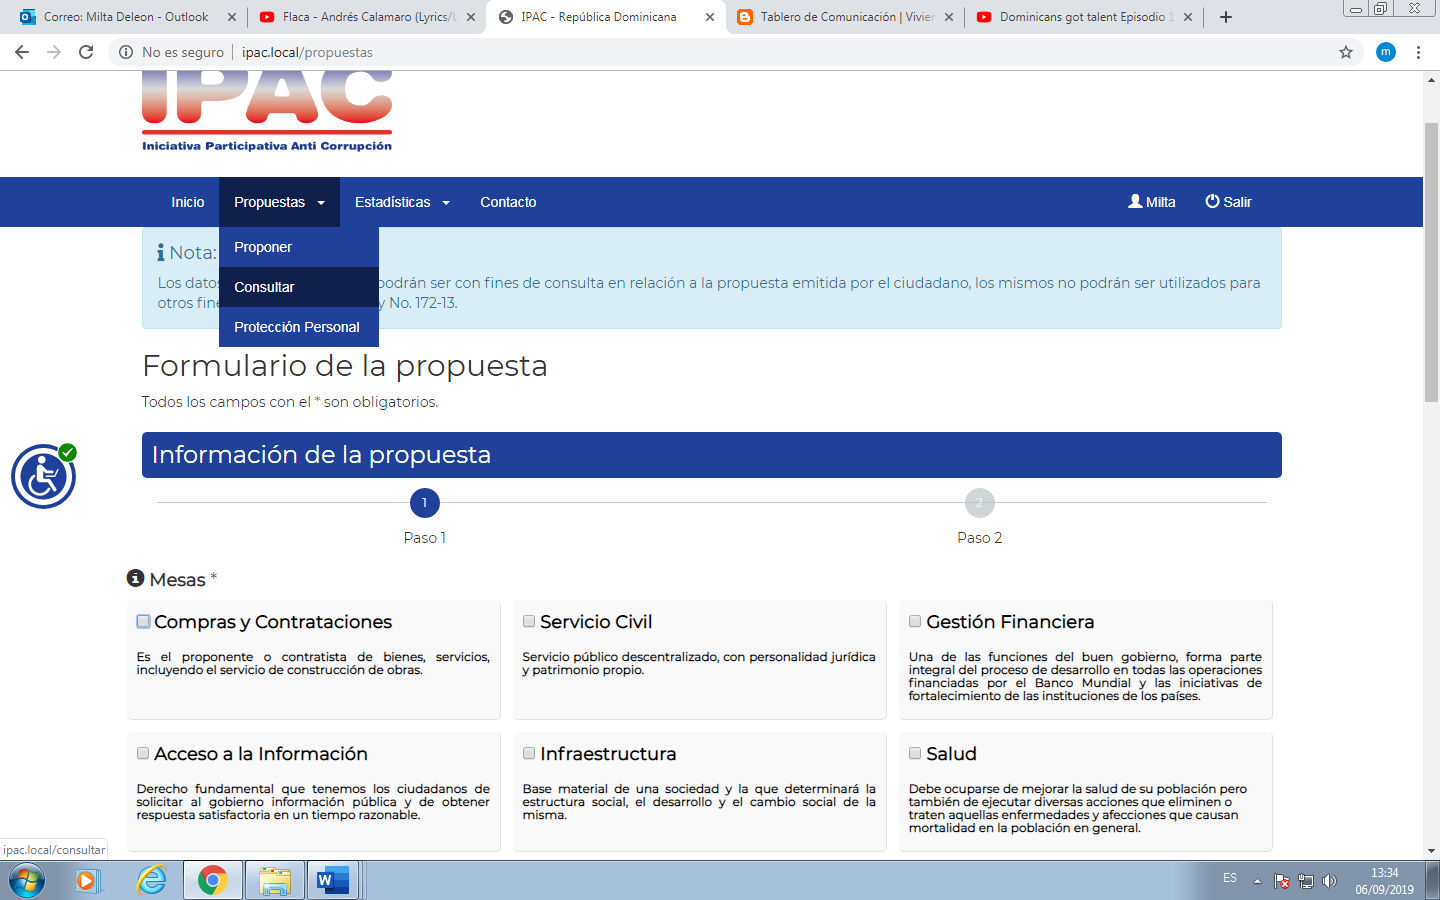 Correo: Milta Deleon - Outlook
Flaca - Andrés Calamaro (Lyrics/L
IPAC - República Dominicana
Tablero de Comunicación | Vivier
Dominicans got talent Episodio 1
No es seguro
ipac.local/propuestas
m
IPAC
Iniciativa Participativa Anti Corrupción
Inicio
Propuestas
Estadísticas
Contacto
Milta
Salir
Proponer
Consultar
Protección Personal
Nota:
Los datos podrán ser con fines de consulta en relación a la propuesta emitida por el ciudadano, los mismos no podrán ser utilizados para
otros fine y No. 172-13.
Formulario de la propuesta
Todos los campos con el * son obligatorios.
Información de la propuesta
1
2
Paso 1
Paso 2
Mesas *
Compras y Contrataciones
Es el proponente o contratista de bienes, servicios,
incluyendo el servicio de construcción de obras.
Servicio Civil
Servicio público descentralizado, con personalidad jurídica
y patrimonio propio.
Gestión Financiera
Una de las funciones del buen gobierno, forma parte
integral del proceso de desarrollo en todas las operaciones
financiadas por el Banco Mundial y las iniciativas de
fortalecimiento de las instituciones de los países.
Acceso a la Información
Derecho fundamental que tenemos los ciudadanos de
solicitar al gobierno información pública y de obtener
respuesta satisfactoria en un tiempo razonable.
Infraestructura
Base material de una sociedad y la que determinará la
estructura social, el desarrollo y el cambio social de la
misma.
Salud
Debe ocuparse de mejorar la salud de su población pero
también de ejecutar diversas acciones que eliminen o
traten aquellas enfermedades y afecciones que causan
mortalidad en la población en general.
ipac.local/consultar
ES
13:34
06/09/2019